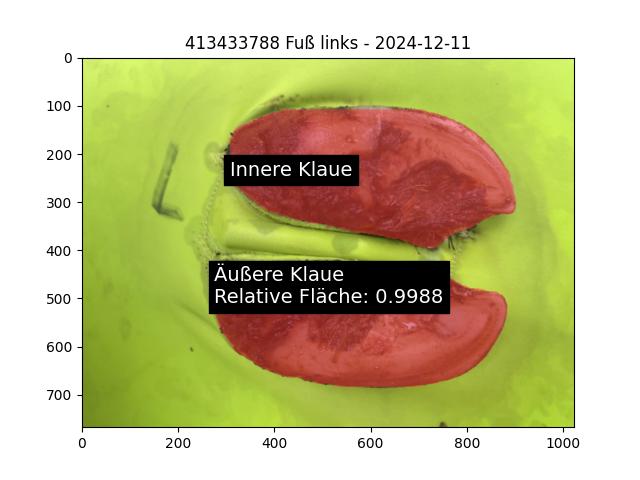 413433788 Fuß links - 2024-12-11
0
100
200
300
400
500
600
700
Innere Klaue
L
Äußere Klaue
Relative Fläche: 0.9988
0
200
400
600
800
1000